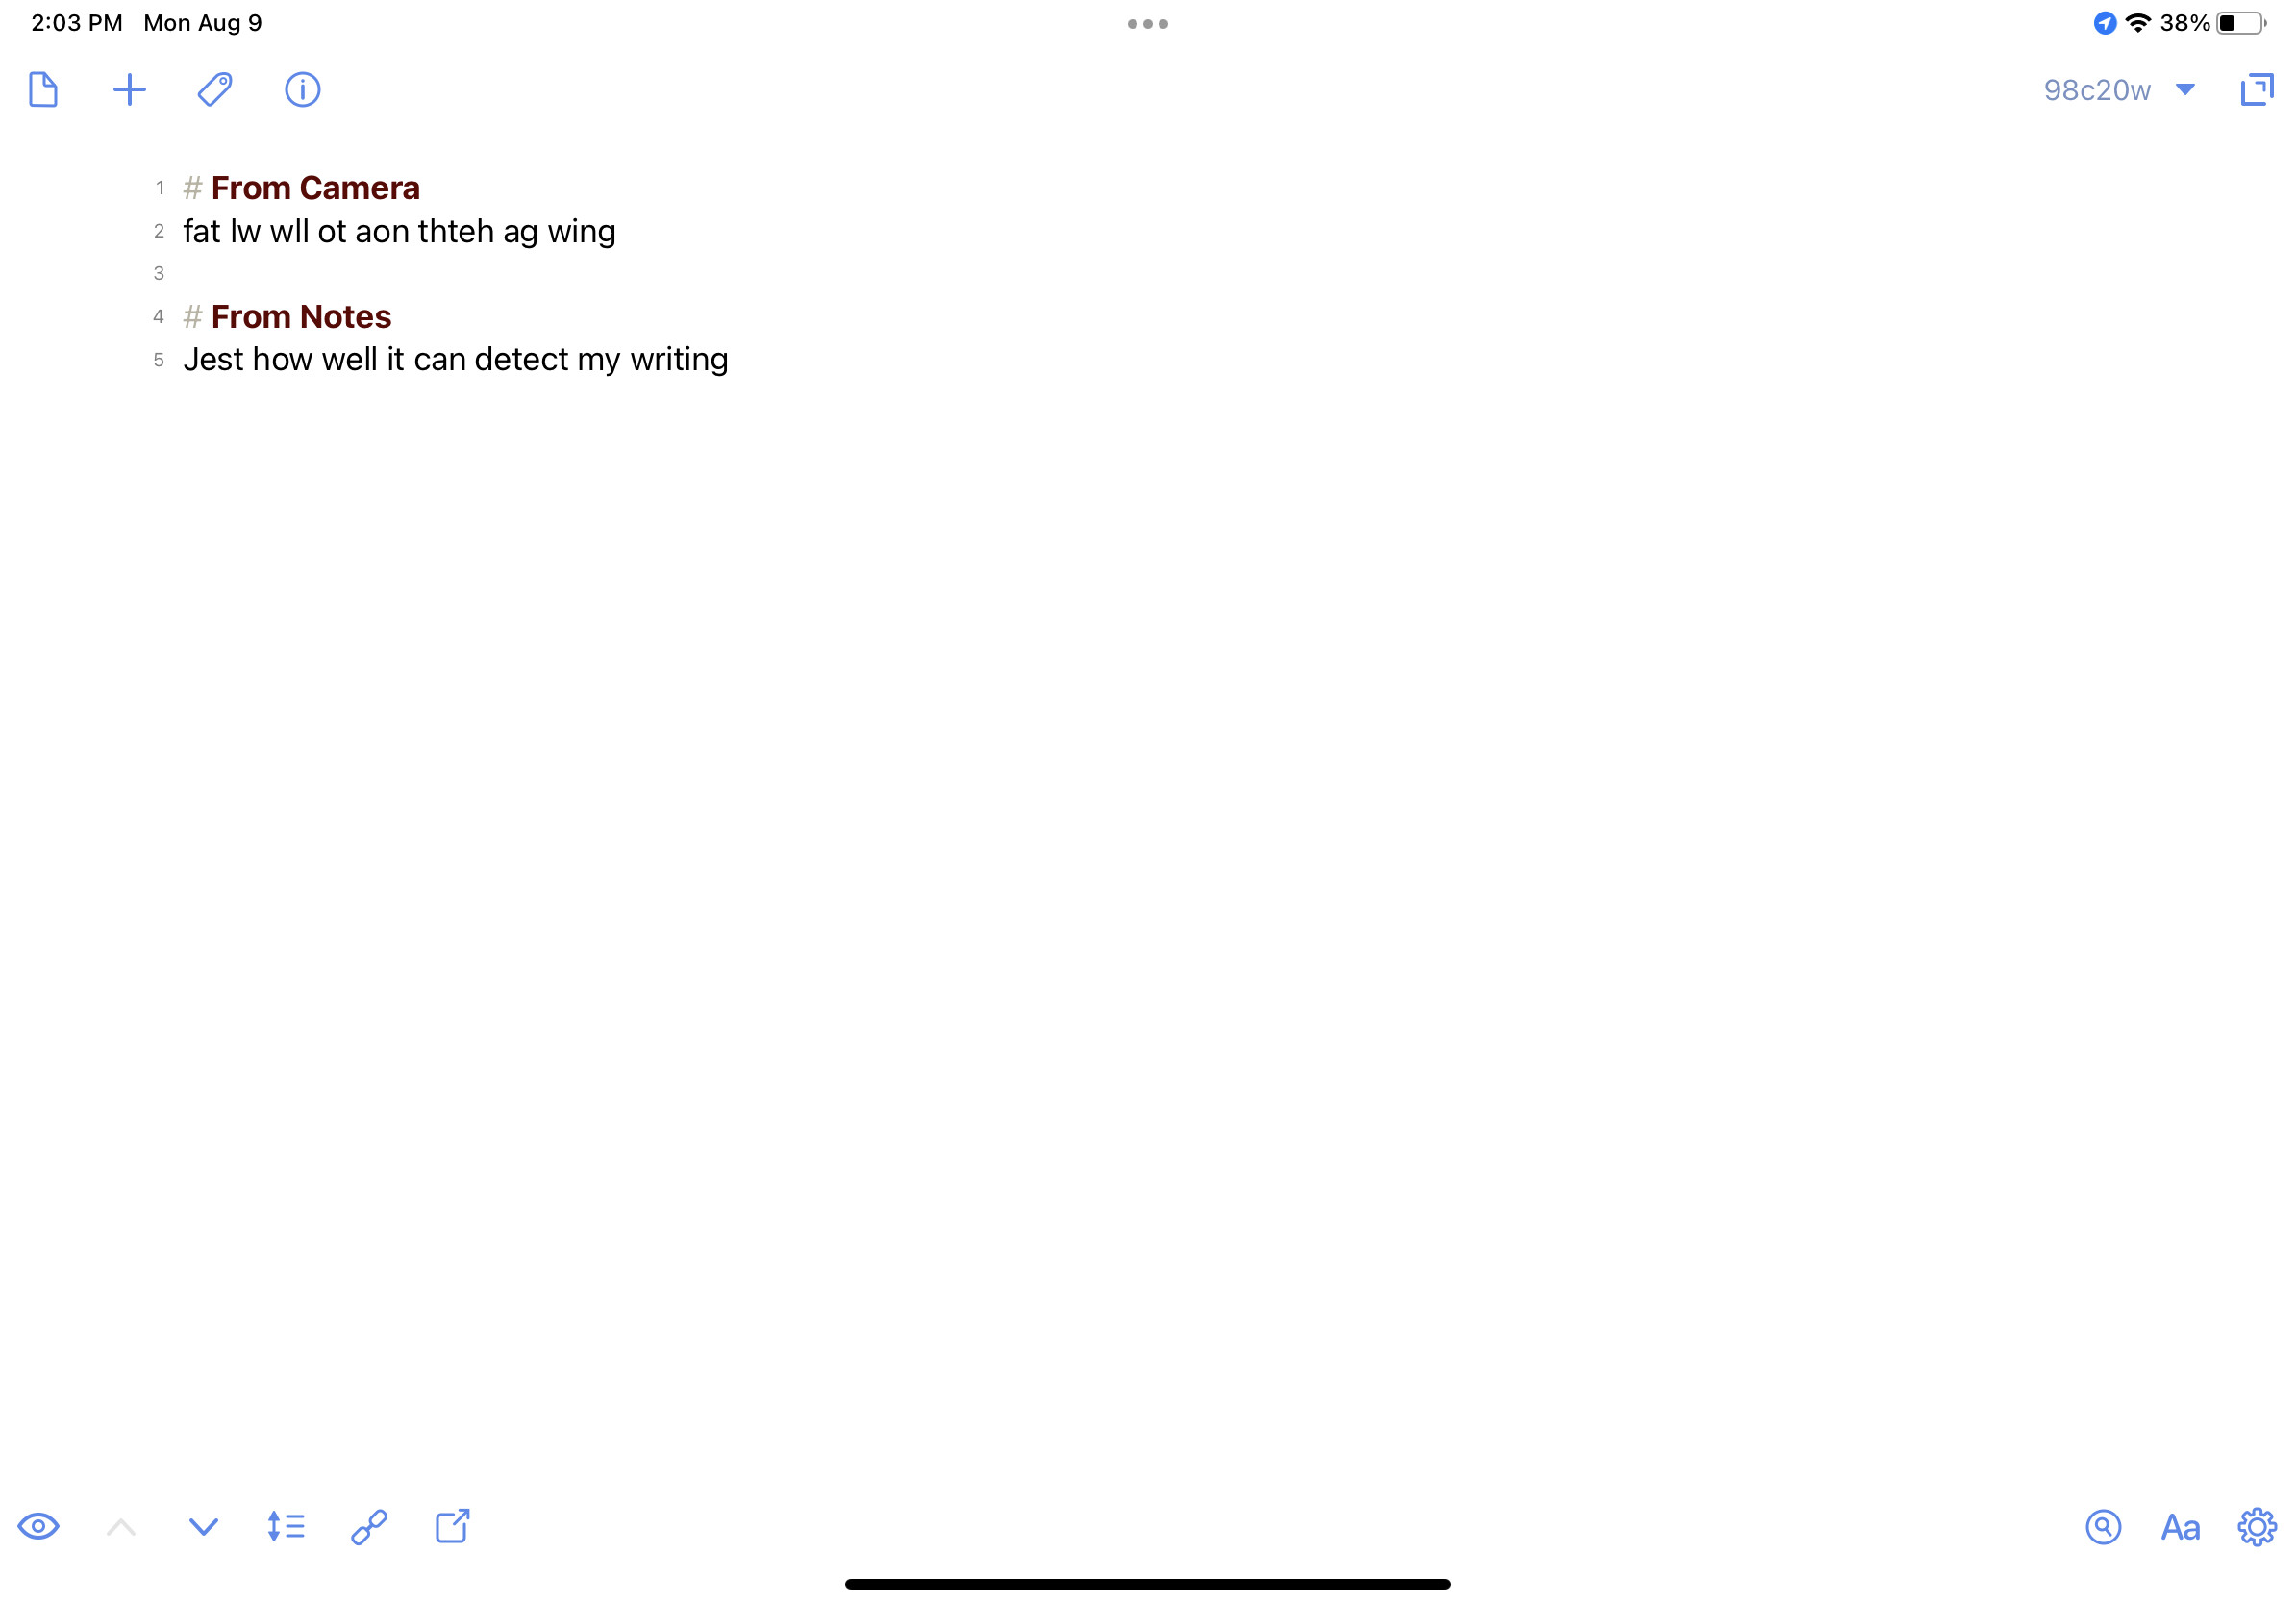 2:03 PM Mon Aug 9 38%
98c20w
1 # From Camera
2 fat lw wll ot aon thteh ag wing
3
4 # From Notes
5 Jest how well it can detect my writing
Aa